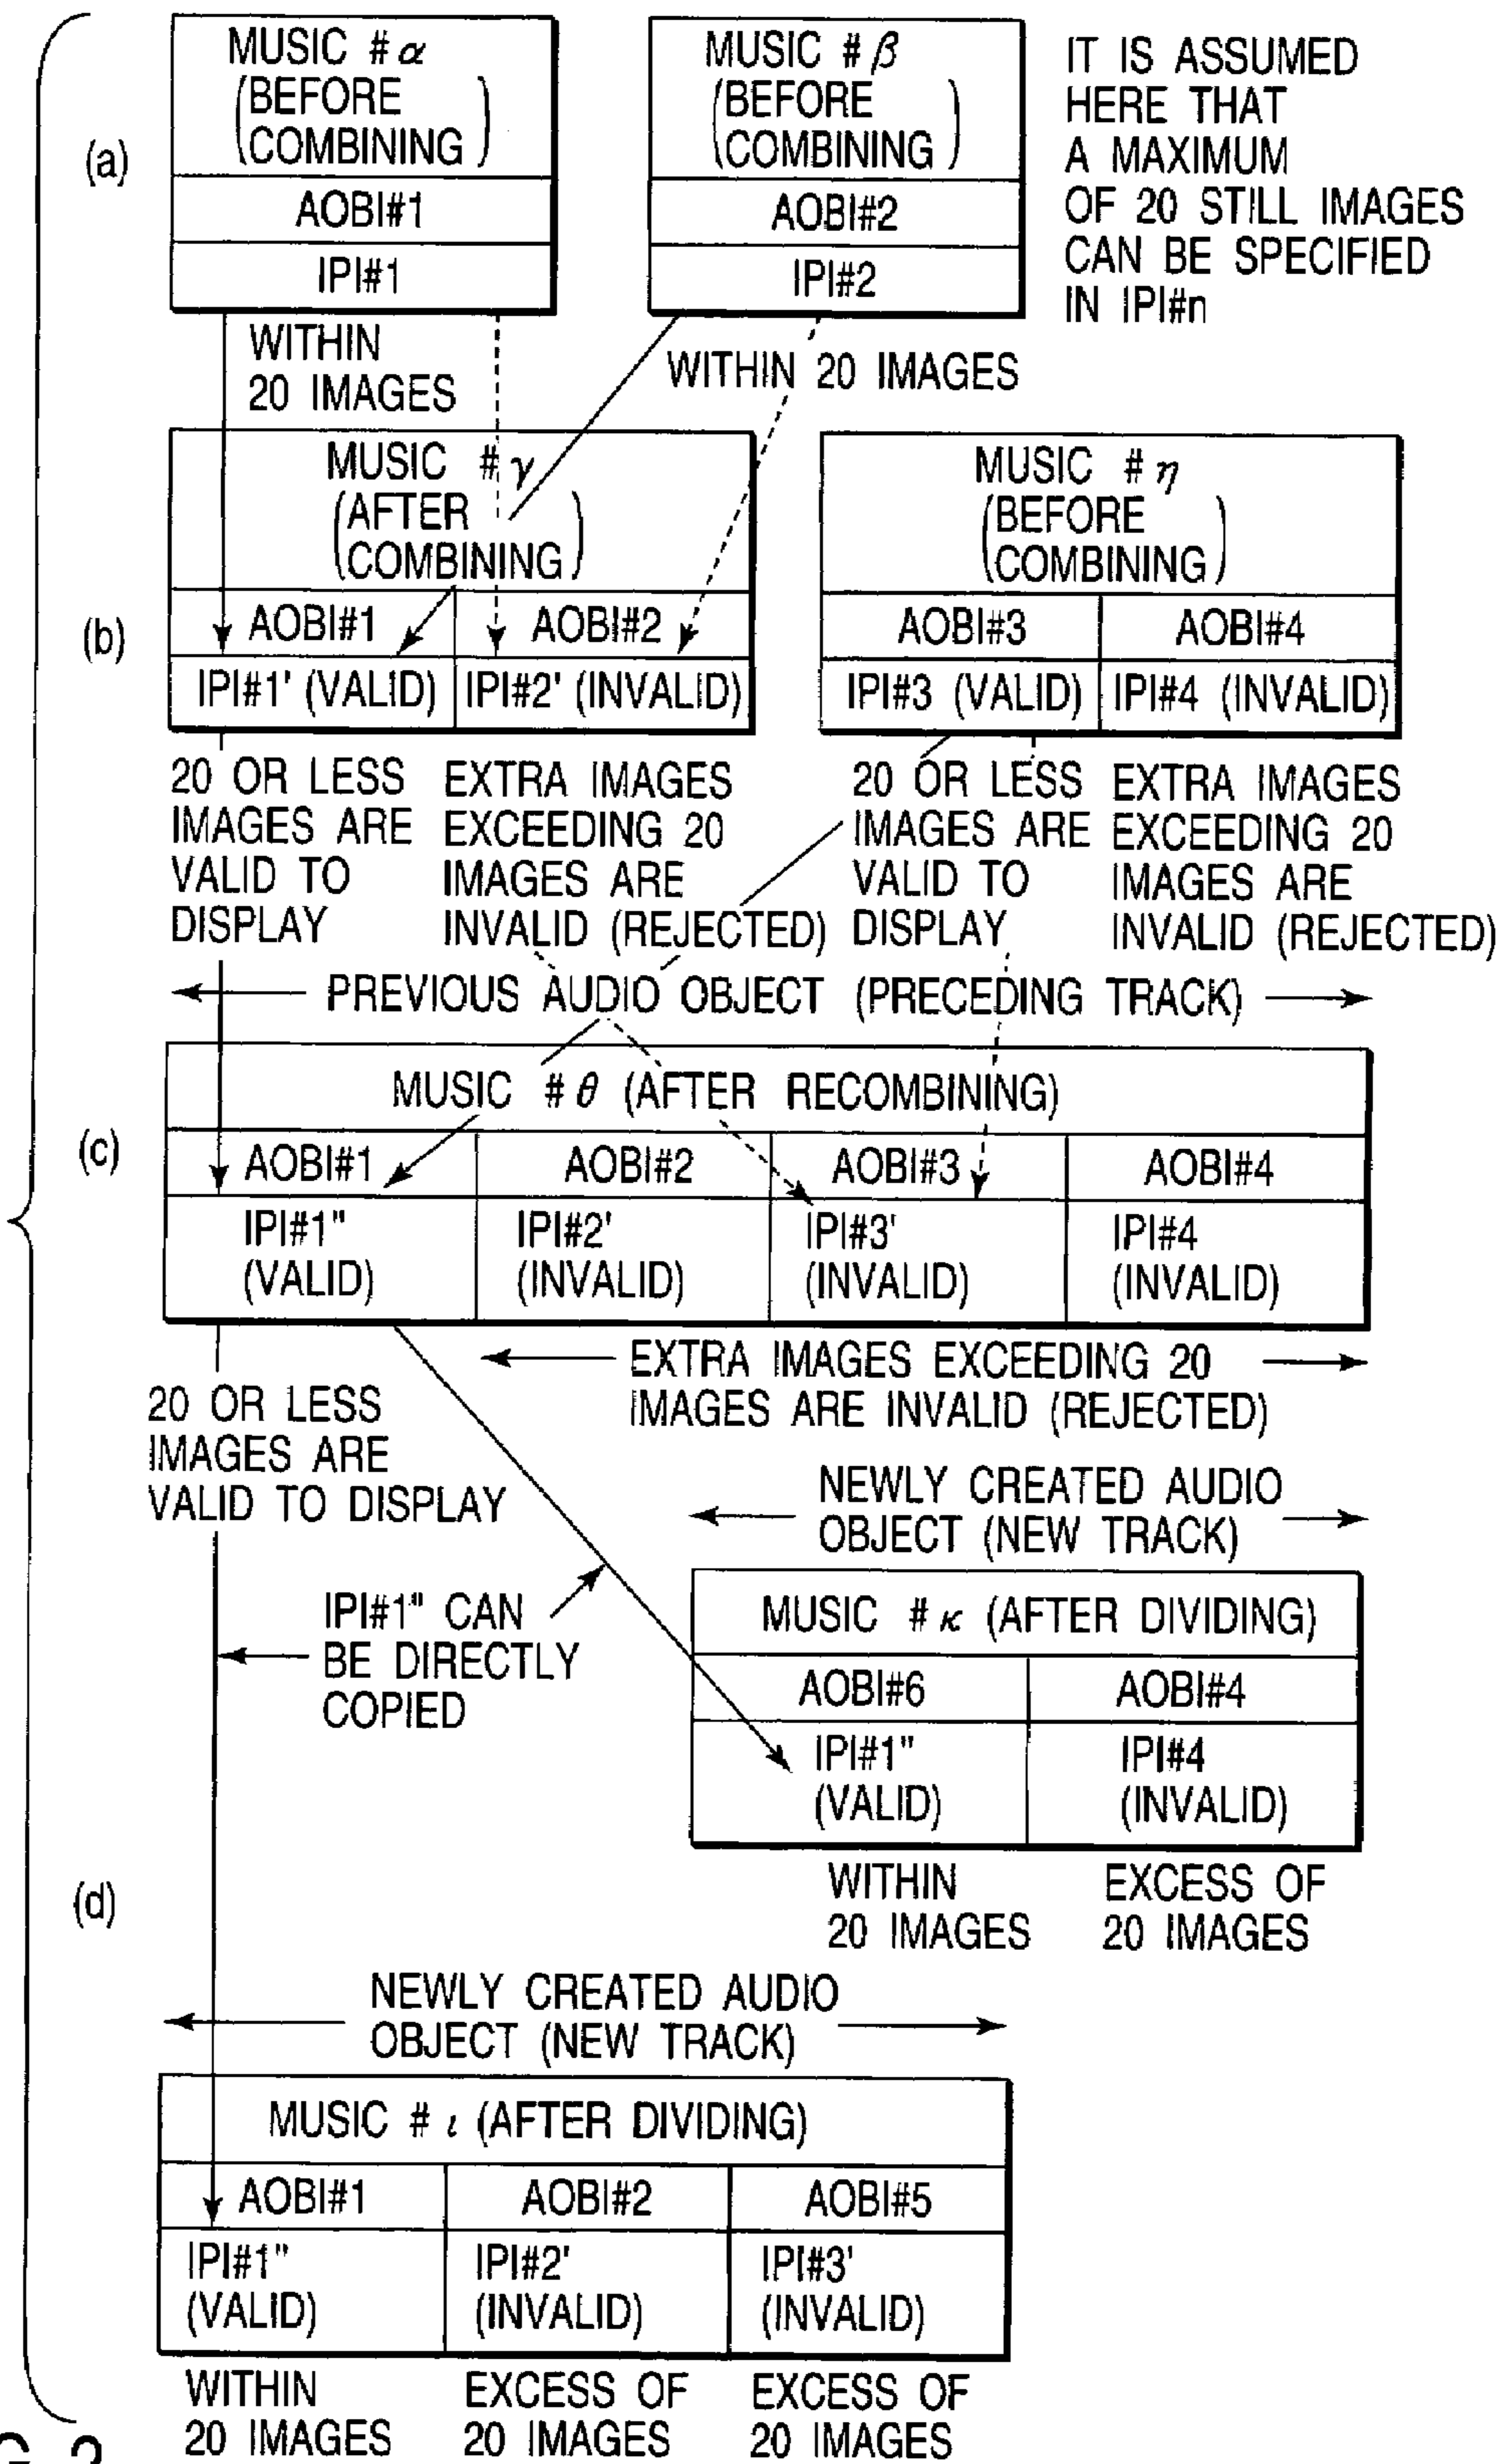 (a)
MUSIC #α
(BEFORE
COMBINING)
AOBI#1
IPI#1
MUSIC #β
(BEFORE
COMBINING)
AOBI#2
IPI#2
IT IS ASSUMED
HERE THAT
A MAXIMUM
OF 20 STILL IMAGES
CAN BE SPECIFIED
IN IPI#n
WITHIN
20 IMAGES
WITHIN 20 IMAGES
(b)
MUSIC #γ
(AFTER
COMBINING)
AOBI#1 AOBI#2
IPI#1' (VALID) IPI#2' (INVALID)
MUSIC #η
(BEFORE
COMBINING)
AOBI#3 AOBI#4
IPI#3 (VALID) IPI#4 (INVALID)
20 OR LESS
IMAGES ARE
VALID TO
DISPLAY
EXTRA IMAGES
EXCEEDING 20
IMAGES ARE
INVALID (REJECTED)
20 OR LESS
IMAGES ARE
VALID TO
DISPLAY
EXTRA IMAGES
EXCEEDING 20
IMAGES ARE
INVALID (REJECTED)
PREVIOUS AUDIO OBJECT (PRECEDING TRACK)
(c)
MUSIC #θ (AFTER RECOMBINING)
AOBI#1 AOBI#2 AOBI#3 AOBI#4
IPI#1" IPI#2' IPI#3' IPI#4
(VALID) (INVALID) (INVALID) (INVALID)
EXTRA IMAGES EXCEEDING 20
IMAGES ARE INVALID (REJECTED)
20 OR LESS
IMAGES ARE
VALID TO DISPLAY
NEWLY CREATED AUDIO
OBJECT (NEW TRACK)
IPI#1" CAN
BE DIRECTLY
COPIED
MUSIC #κ (AFTER DIVIDING)
AOBI#6 AOBI#4
IPI#1" IPI#4
(VALID) (INVALID)
WITHIN EXCESS OF
20 IMAGES 20 IMAGES
(d)
NEWLY CREATED AUDIO
OBJECT (NEW TRACK)
MUSIC #ι (AFTER DIVIDING)
AOBI#1 AOBI#2 AOBI#5
IPI#1" IPI#2' IPI#3'
(VALID) (INVALID) (INVALID)
WITHIN EXCESS OF EXCESS OF
20 IMAGES 20 IMAGES 20 IMAGES